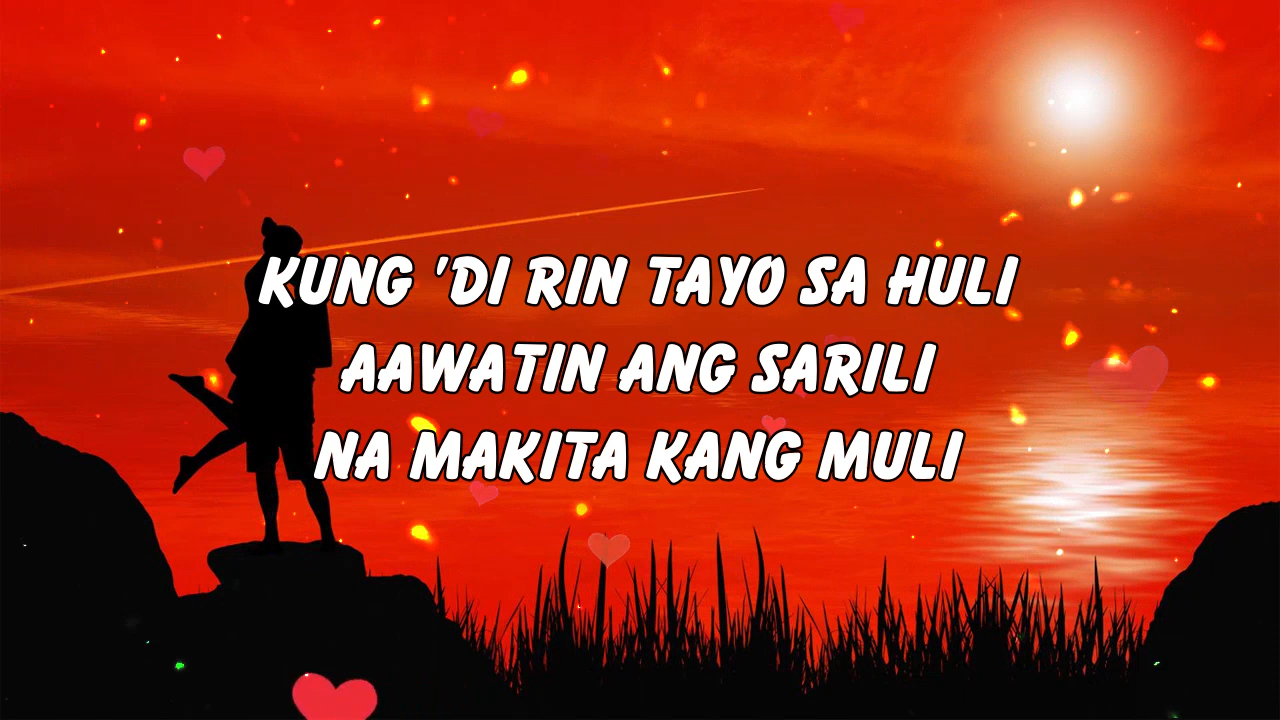 KUNG 'DI RIN TAYO SA HULI
AAWATIN ANG SARILI
NA MAKITA KANG MULI